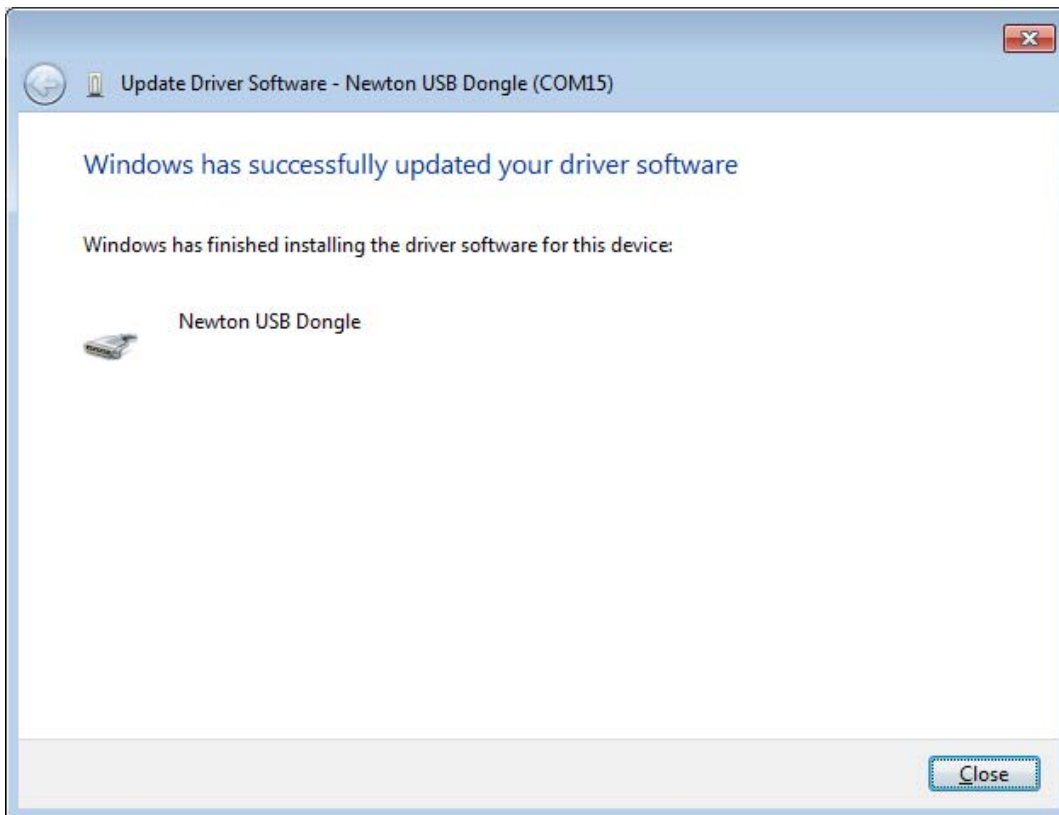 Update Driver Software - Newton USB Dongle (COM15)
Windows has successfully updated your driver software
Windows has finished installing the driver software for this device:
Newton USB Dongle
Close